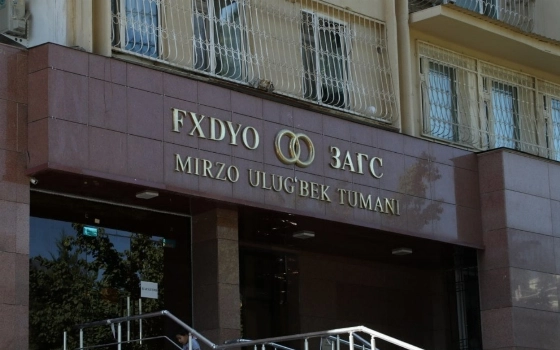 FXDYO ЗАГС
MIRZO ULUG'BEK TUMANI